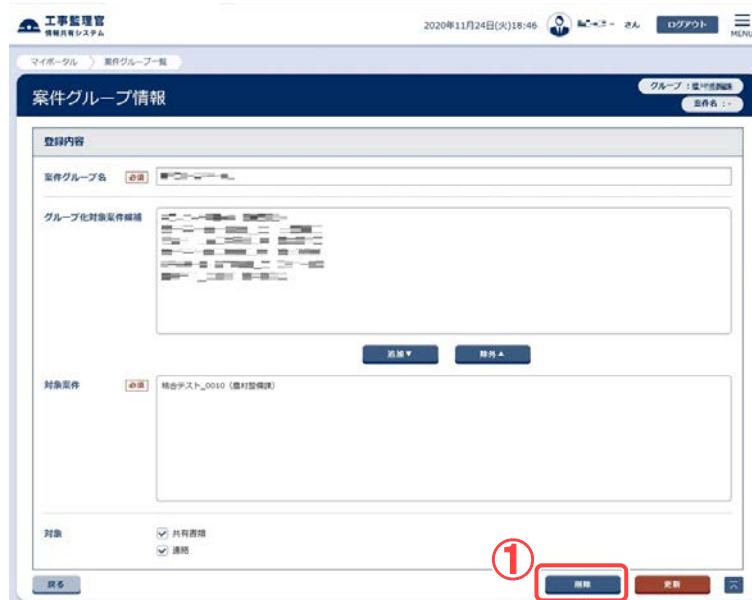 工事監理官
情報共有システム
2020年11月24日(火)18:46
さん
ログアウト
MENU
マイポータル
案件グループ一覧
案件グループ情報
グループ：
案件名：-
登録内容
案件グループ名 必須
グループ化対象案件候補
追加▼
除外▲
対象案件 必須
結合テスト_0010（農村整備課）
対象
共有書類
連絡
①
戻る
削除
更新